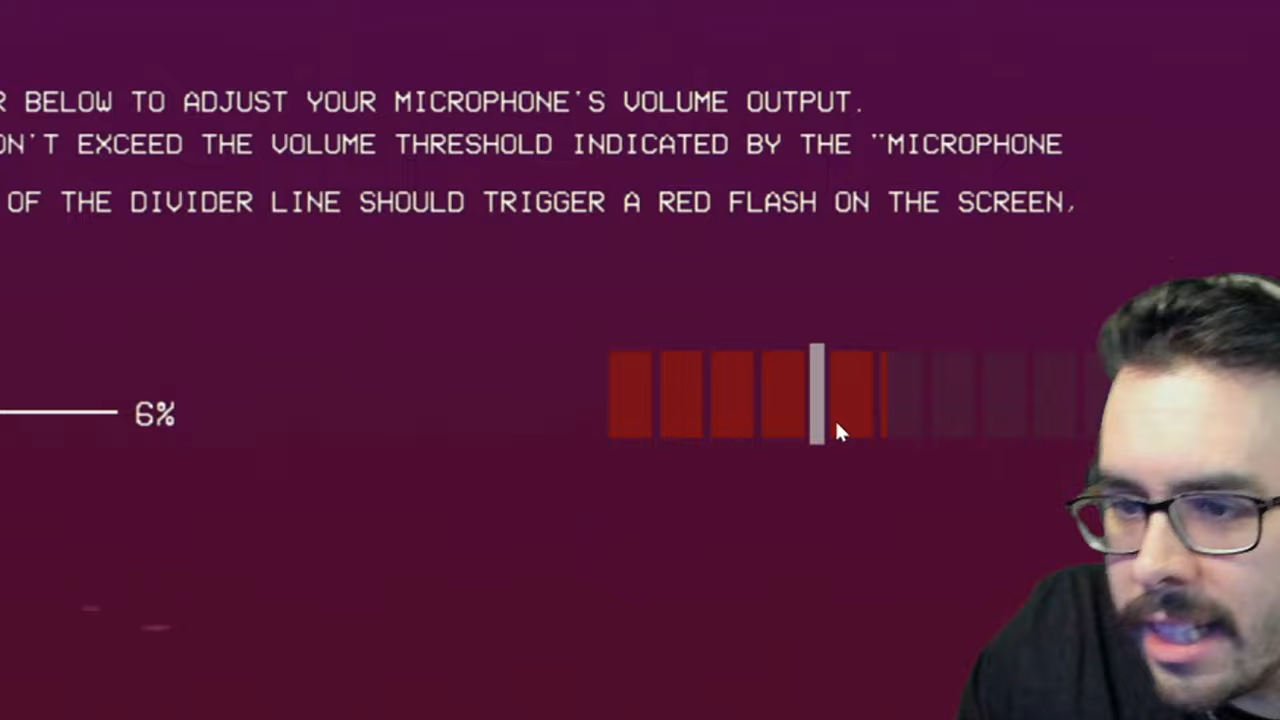 R BELOW TO ADJUST YOUR MICROPHONE'S VOLUME OUTPUT.
ON'T EXCEED THE VOLUME THRESHOLD INDICATED BY THE "MICROPHONE
OF THE DIVIDER LINE SHOULD TRIGGER A RED FLASH ON THE SCREEN,
6%